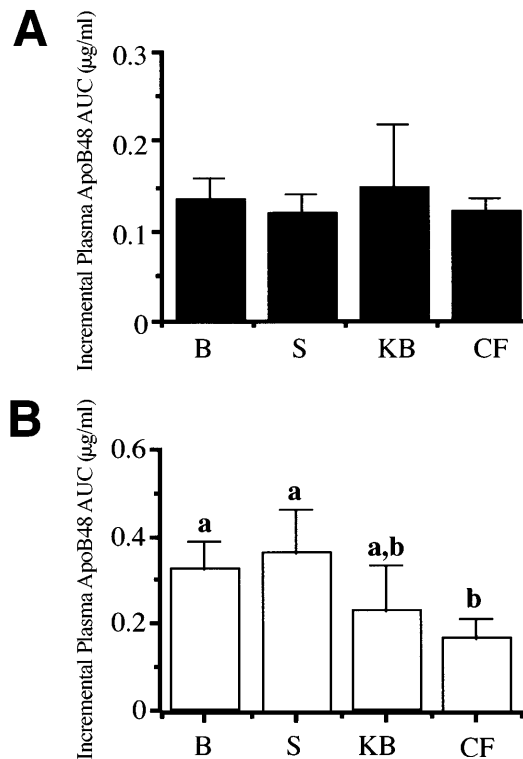 A
Incremental Plasma ApoB48 AUC (μg/ml)
0.3
0.2
0.1
0
B S KB CF
B
Incremental Plasma ApoB48 AUC (μg/ml)
0.6
0.4
0.2
0
a
a
a,b
b
B S KB CF